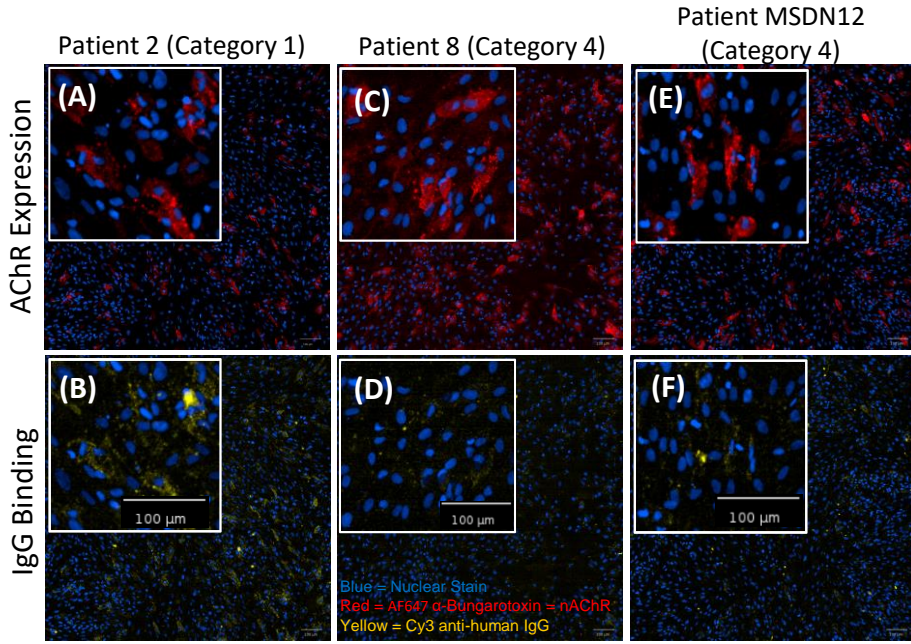 Patient 2 (Category 1)
Patient 8 (Category 4)
Patient MSDN12
(Category 4)
AChR Expression
(A)
(C)
(E)
IgG Binding
(B)
(D)
(F)
100 µm
100 µm
100 µm
Blue = Nuclear Stain
Red = AF647 α-Bungarotoxin = nAChR
Yellow = Cy3 anti-human IgG